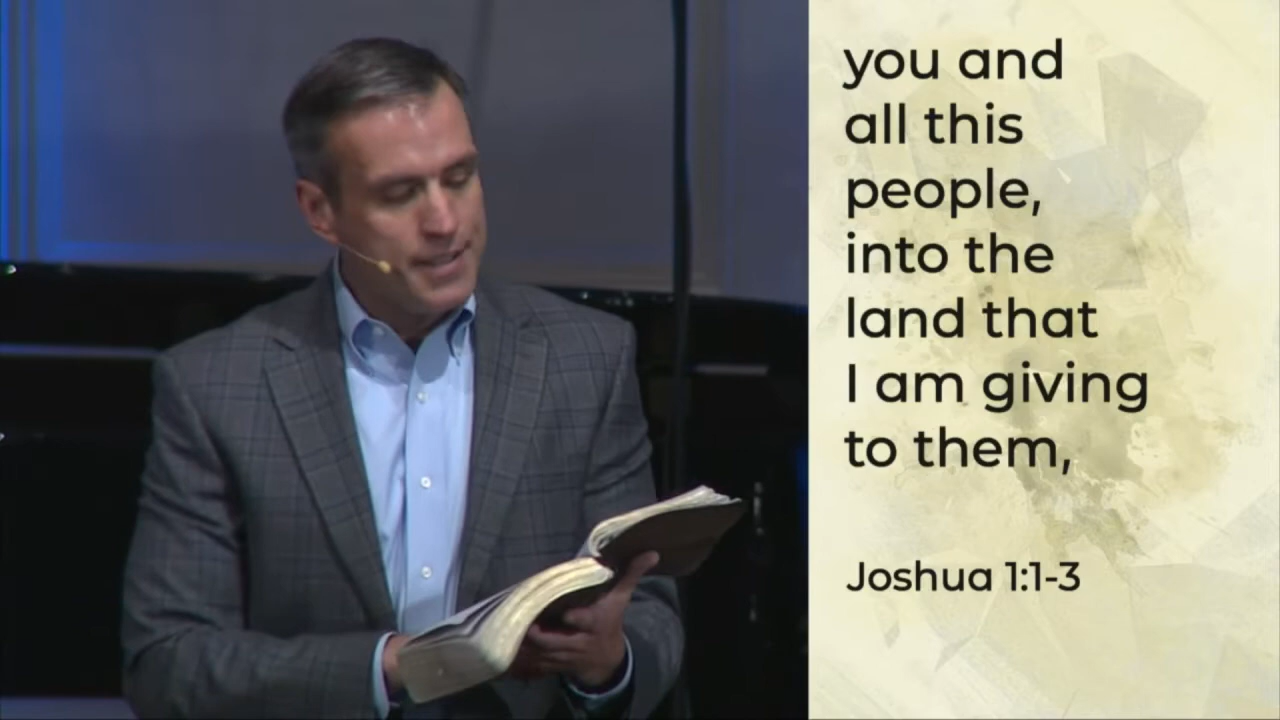 you and
all this
people,
into the
land that
I am giving
to them,
Joshua 1:1-3